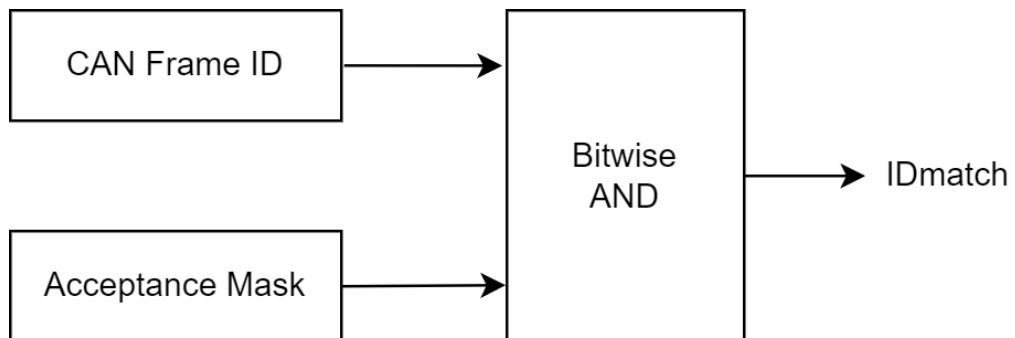 CAN Frame ID
Bitwise
AND
IDmatch
Acceptance Mask